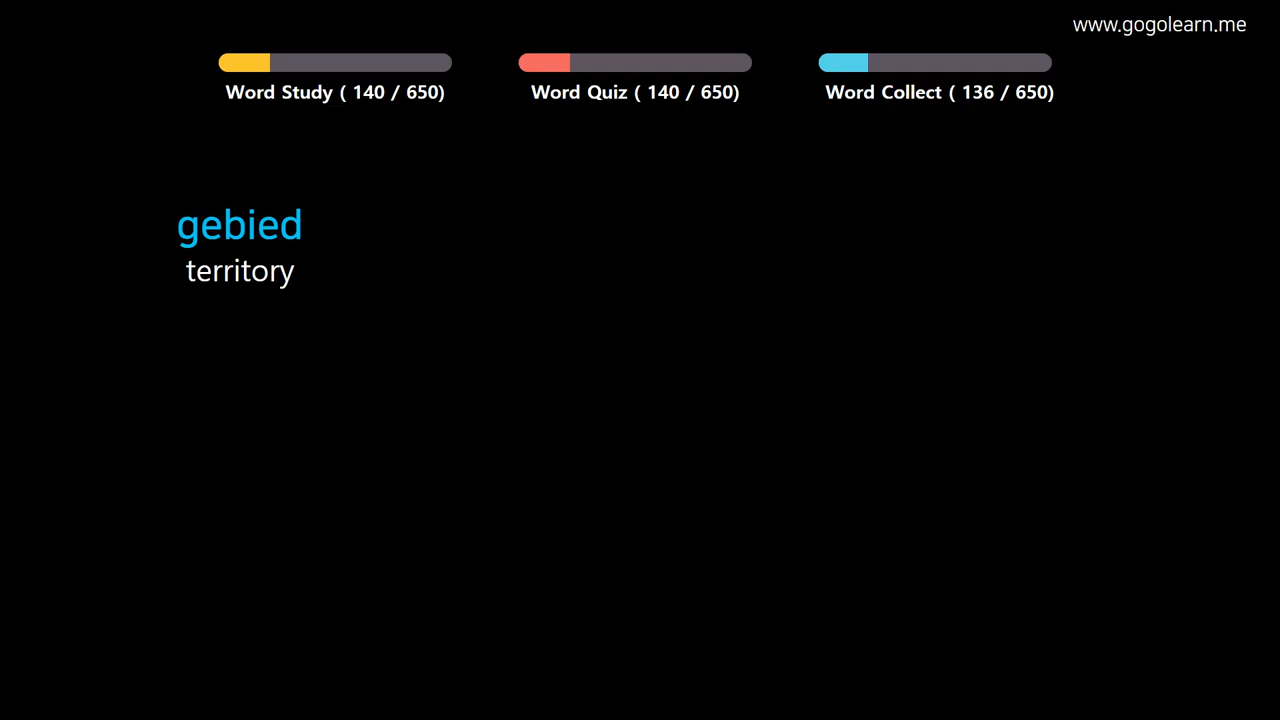 www.gogolearn.me
Word Study ( 140 / 650)
Word Quiz ( 140 / 650)
Word Collect ( 136 / 650)
gebied
territory